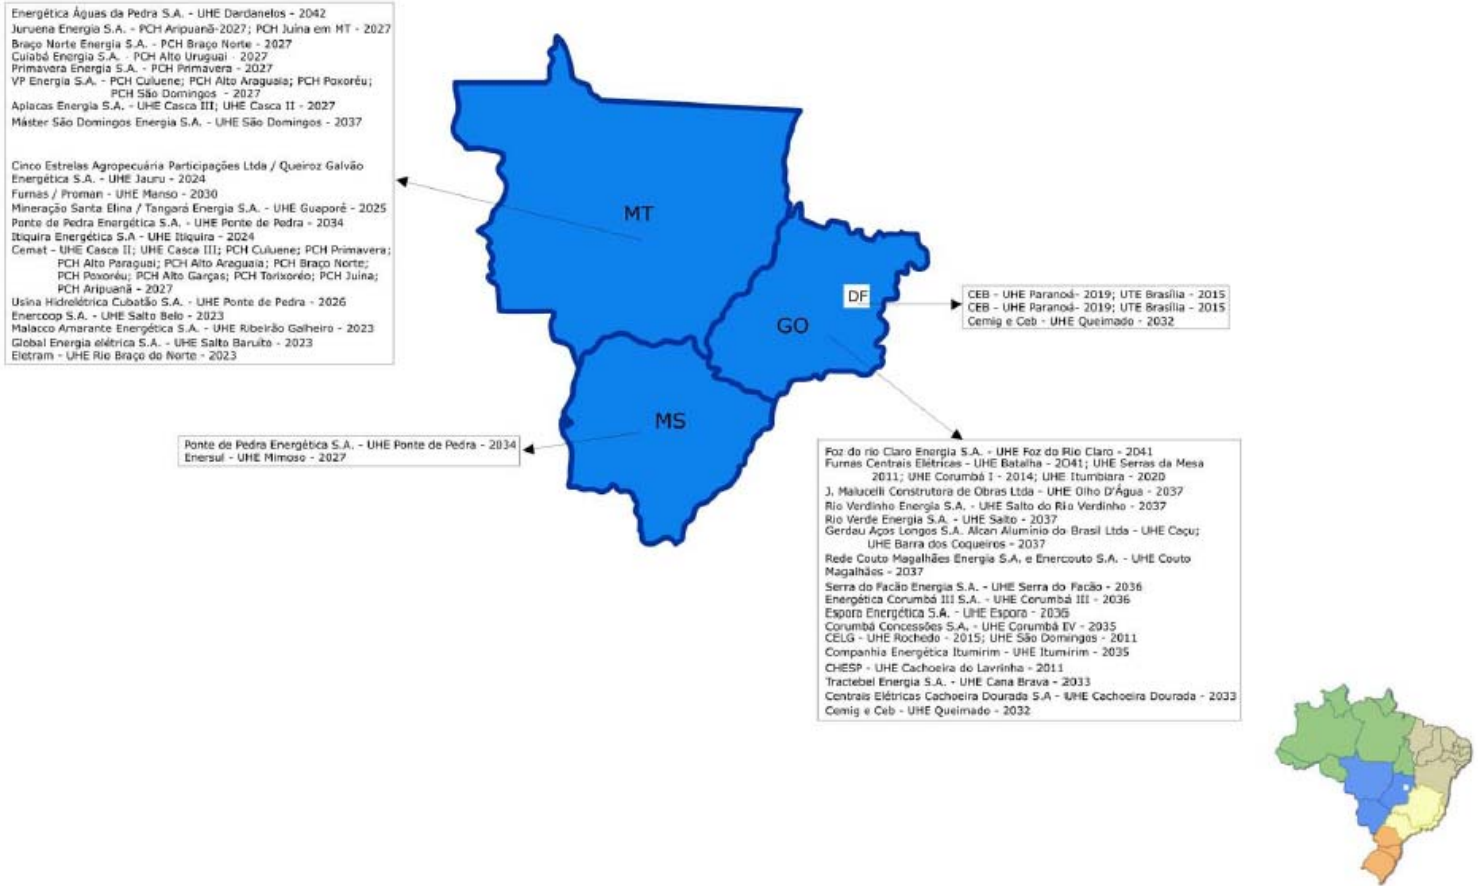 Energética Águas da Pedra S.A. - UHE Dardanelos - 2042
Juruena Energia S.A. - PCH Aripuanã-2027; PCH Juína em MT - 2027
Braço Norte Energia S.A. - PCH Braço Norte - 2027
Cuiabá Energia S.A. - PCH Alto Uruguai - 2027
Primavera Energia S.A. - PCH Primavera - 2027
VP Energia S.A. - PCH Culuene; PCH Alto Araguaia; PCH Poxoréu;
PCH São Domingos - 2027
Apiacas Energia S.A. - UHE Casca III; UHE Casca II - 2027
Máster São Domingos Energia S.A. - UHE São Domingos - 2037
Cinco Estrelas Agropecuária Participações Ltda / Queiroz Galvão
Energética S.A. - UHE Jauru - 2024
Furnas / Proman - UHE Manso - 2030
Mineração Santa Elina / Tangará Energia S.A. - UHE Guaporé - 2025
Ponte de Pedra Energética S.A. - UHE Ponte de Pedra - 2034
Itiquira Energética S.A - UHE Itiquira - 2024
Cemat - UHE Casca II; UHE Casca III; PCH Culuene; PCH Primavera;
PCH Alto Paraguai; PCH Alto Araguaia; PCH Braço Norte;
PCH Poxoréu; PCH Alto Garças; PCH Torixoréo; PCH Juina;
PCH Aripuanã - 2027
Usina Hidrelétrica Cubatão S.A. - UHE Ponte de Pedra - 2026
Enercoop S.A. - UHE Salto Belo - 2023
Malacco Amarante Energética S.A. - UHE Ribeirão Galheiro - 2023
Global Energia elétrica S.A. - UHE Salto Baruíto - 2023
Eletram - UHE Rio Braço do Norte - 2023
MT
DF
GO
MS
CEB - UHE Paranoá- 2019; UTE Brasília - 2015
CEB - UHE Paranoá- 2019; UTE Brasília - 2015
Cemig e Ceb - UHE Queimado - 2032
Ponte de Pedra Energética S.A. - UHE Ponte de Pedra - 2034
Enersul - UHE Mimoso - 2027
Foz do rio Claro Energia S.A. - UHE Foz do Rio Claro - 2041
Furnas Centrais Elétricas - UHE Batalha - 2041; UHE Serras da Mesa
2011; UHE Corumbá I - 2014; UHE Itumbiara - 2020
J. Malucelli Construtora de Obras Ltda - UHE Olho D'Água - 2037
Rio Verdinho Energia S.A. - UHE Salto do Rio Verdinho - 2037
Rio Verde Energia S.A. - UHE Salto - 2037
Gerdau Aços Longos S.A. Alcan Alumínio do Brasil Ltda - UHE Caçu;
UHE Barra dos Coqueiros - 2037
Rede Couto Magalhães Energia S.A. e Enercouto S.A. - UHE Couto
Magalhães - 2037
Serra do Facão Energia S.A. - UHE Serra do Facão - 2036
Energética Corumbá III S.A. - UHE Corumbá III - 2036
Espora Energética S.A. - UHE Espora - 2036
Corumbá Concessões S.A. - UHE Corumbá IV - 2035
CELG - UHE Rochedo - 2015; UHE São Domingos - 2011
Companhia Energética Itumirim - UHE Itumirim - 2035
CHESP - UHE Cachoeira do Lavrinha - 2011
Tractebel Energia S.A. - UHE Cana Brava - 2033
Centrais Elétricas Cachoeira Dourada S.A - UHE Cachoeira Dourada - 2033
Cemig e Ceb - UHE Queimado - 2032